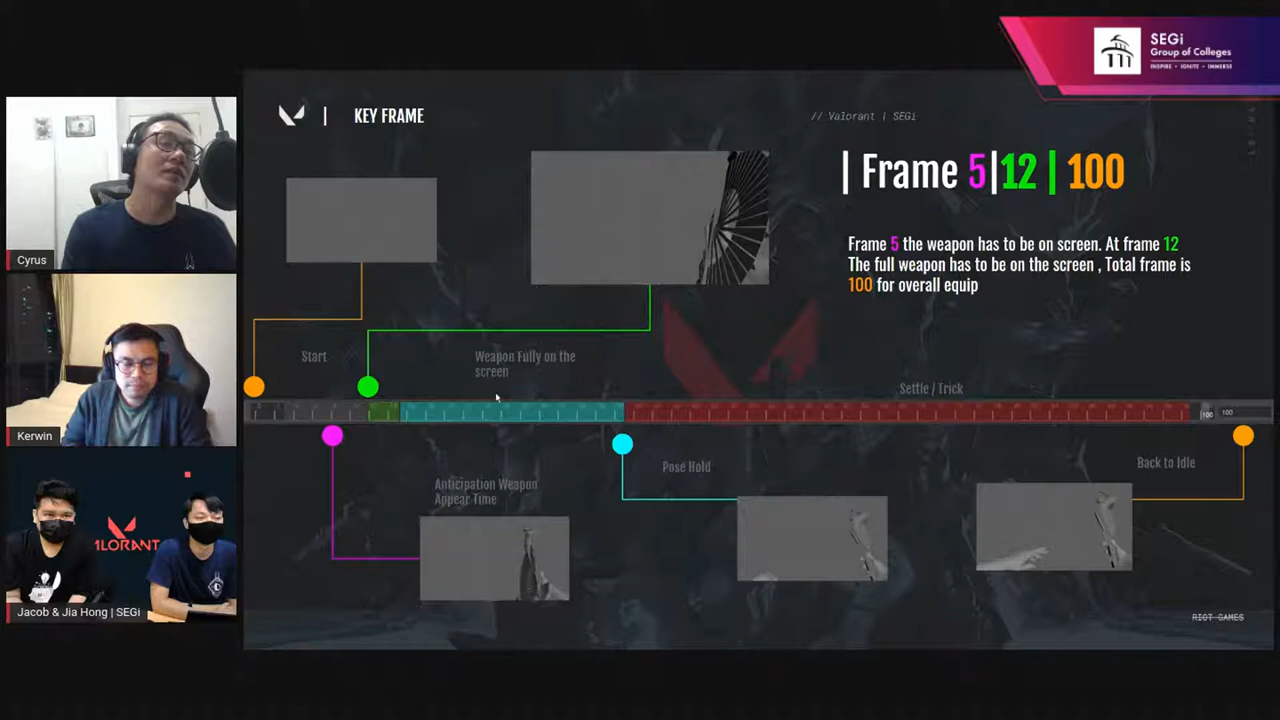 SEGi
Group of Colleges
INSPIRE • IGNITE • IMMERSE
KEY FRAME
// Valorant | SEGi
| Frame 5|12 | 100
Frame 5 the weapon has to be on screen. At frame 12
The full weapon has to be on the screen , Total frame is
100 for overall equip
Start
Weapon Fully on the
screen
Settle / Trick
100
100
Anticipation Weapon
Appear Time
Pose Hold
Back to Idle
RIOT GAMES
Cyrus
Kerwin
1LORANT
Jacob & Jia Hong | SEGi